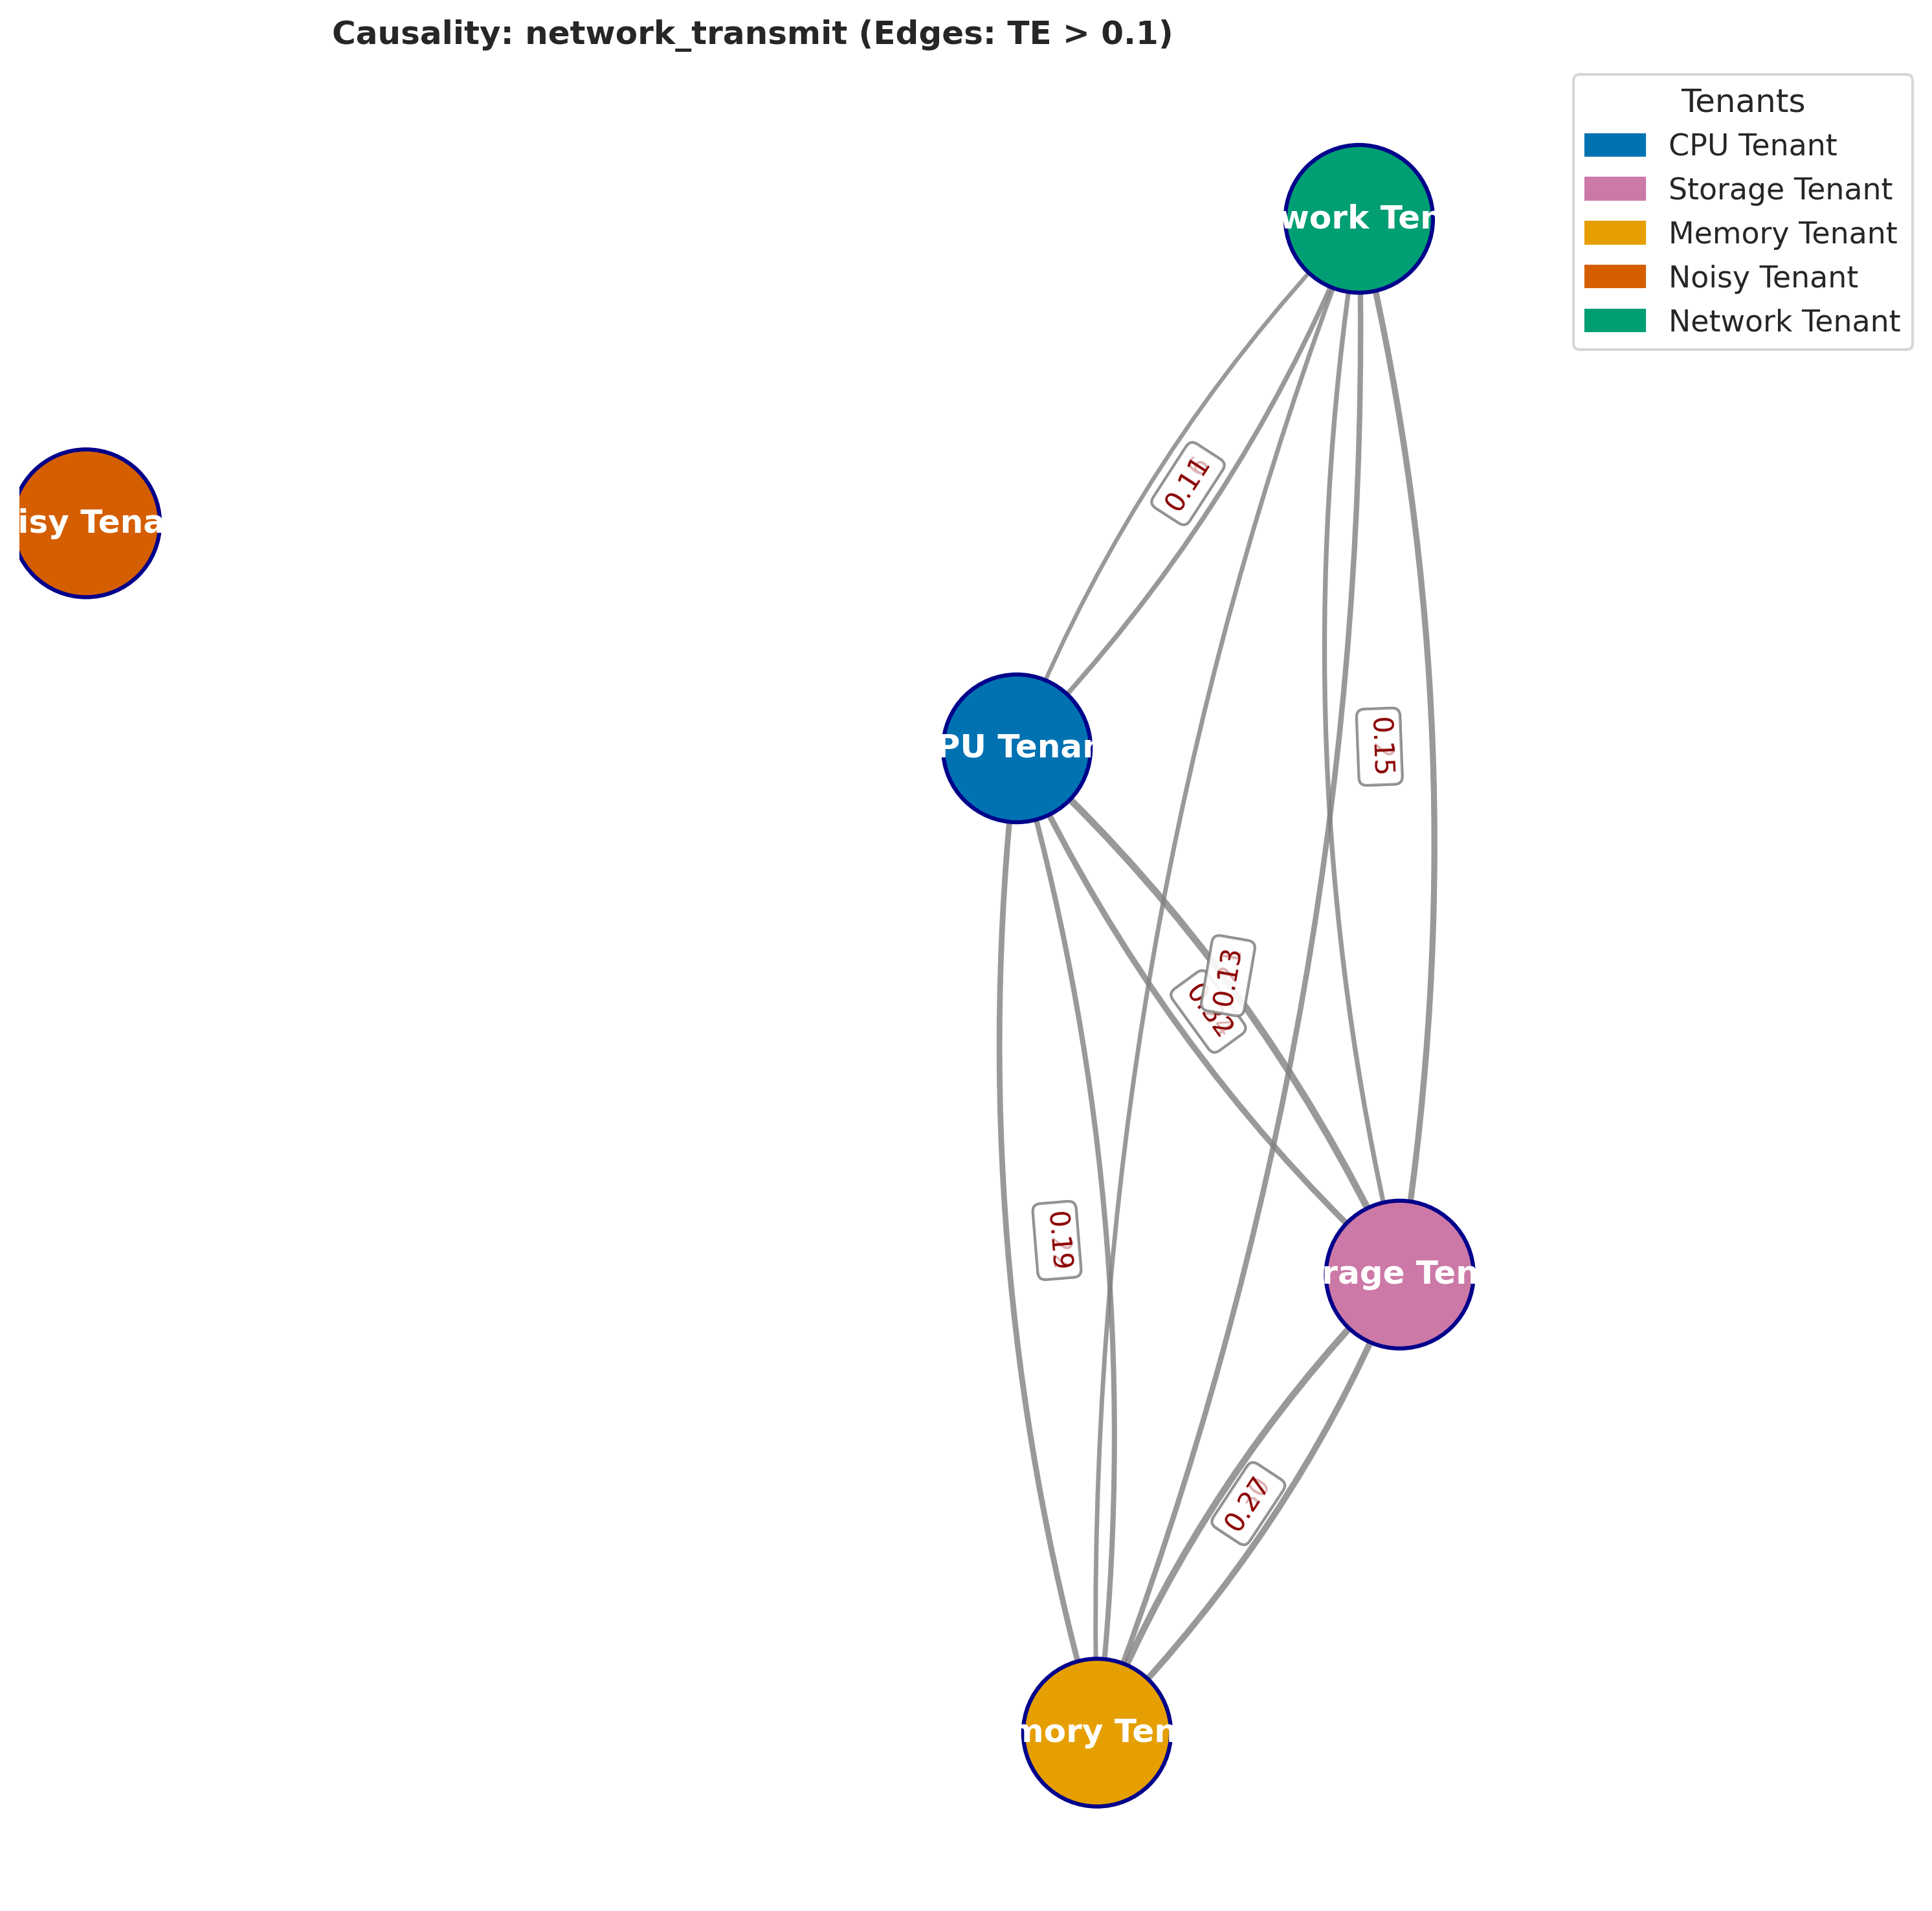 Causality: network_transmit (Edges: TE > 0.1)
Tenants
CPU Tenant
Storage Tenant
Memory Tenant
Noisy Tenant
Network Tenant
work Ten
isy Tena
PU Tenan
rage Ten
mory Ten
0.11
0.15
0.13
0.19
0.27